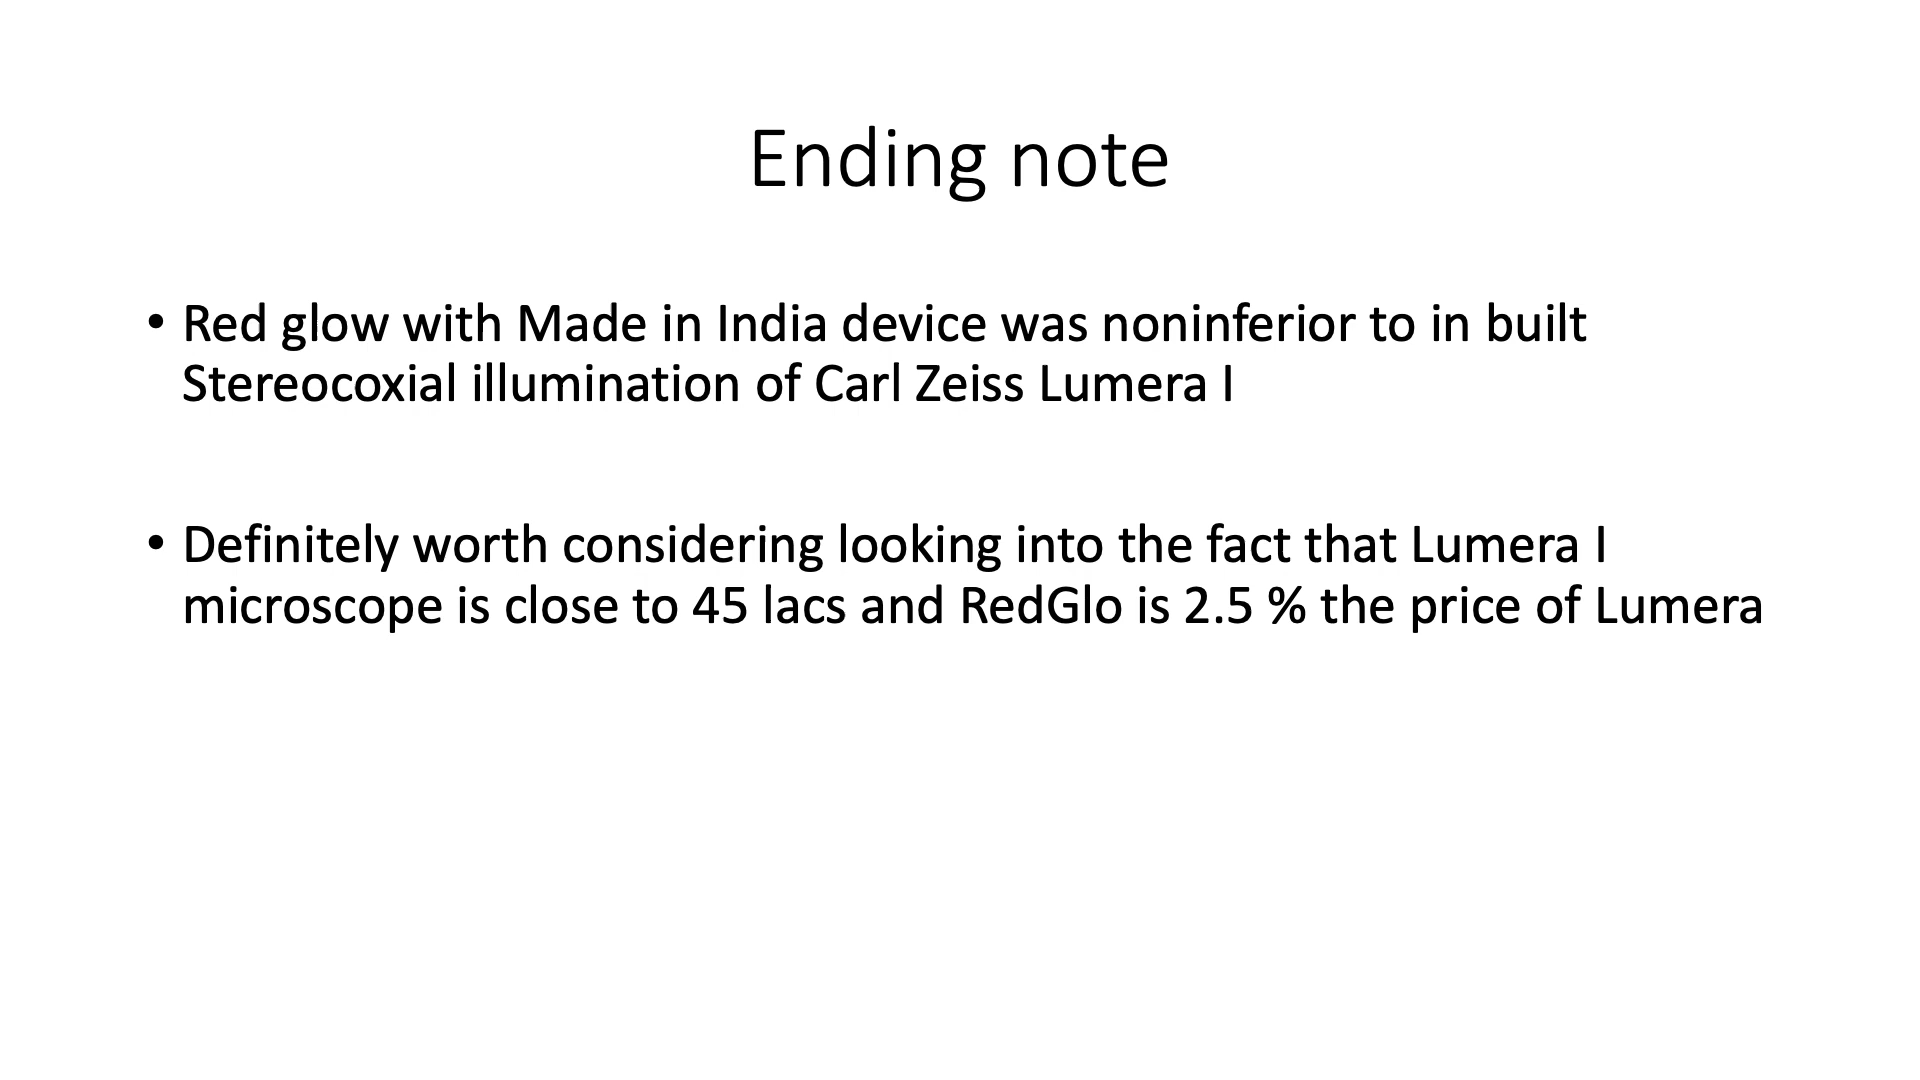 Ending note
• Red glow with Made in India device was noninferior to in built
Stereocoxial illumination of Carl Zeiss Lumera I
• Definitely worth considering looking into the fact that Lumera I
microscope is close to 45 lacs and RedGlo is 2.5 % the price of Lumera